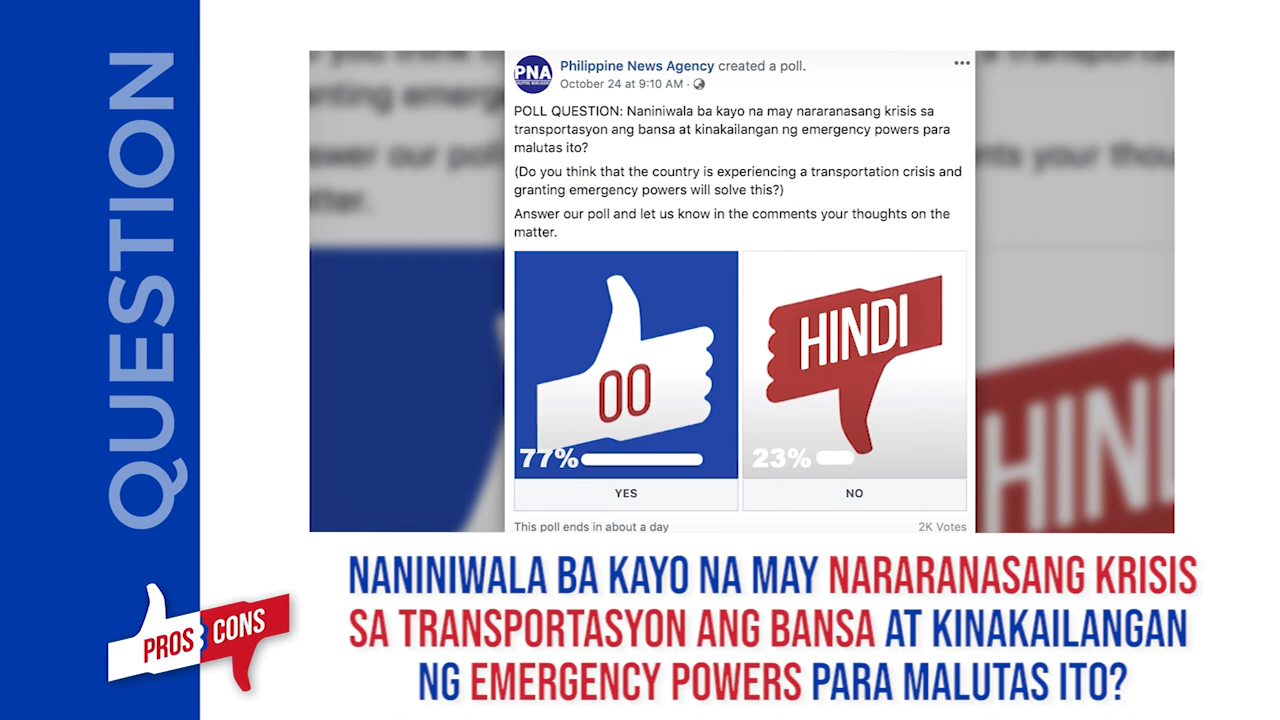 QUESTION
PNA
Philippine News Agency created a poll.
October 24 at 9:10 AM
POLL QUESTION: Naniniwala ba kayo na may nararanasang krisis sa
transportasyon ang bansa at kinakailangan ng emergency powers para
malutas ito?
(Do you think that the country is experiencing a transportation crisis and
granting emergency powers will solve this?)
Answer our poll and let us know in the comments your thoughts on the
matter.
OO
HINDI
77%
23%
YES
NO
This poll ends in about a day
2K Votes
HINDI
NANINIWALA BA KAYO NA MAY NARARANASANG KRISIS
SA TRANSPORTASYON ANG BANSA AT KINAKAILANGAN
NG EMERGENCY POWERS PARA MALUTAS ITO?
PROS CONS